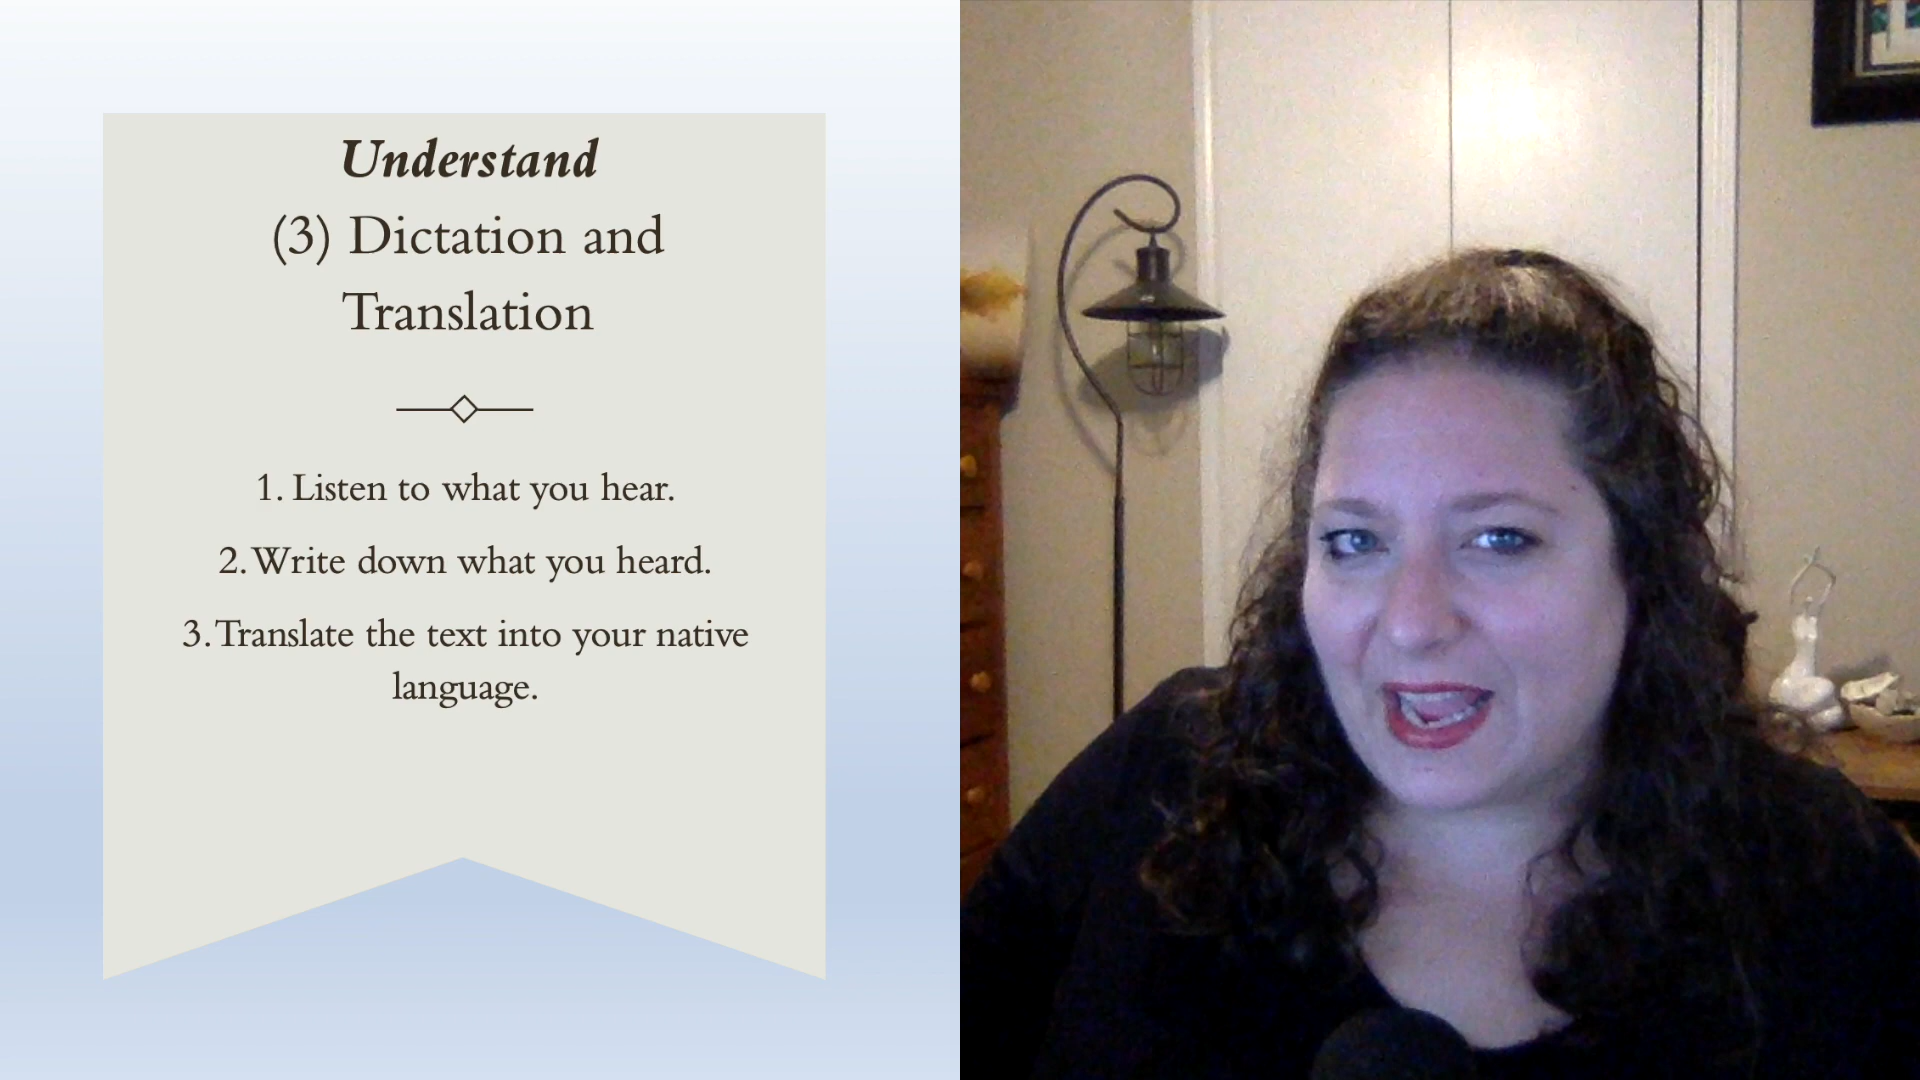 Understand
(3) Dictation and
Translation
1. Listen to what you hear.
2. Write down what you heard.
3. Translate the text into your native
language.